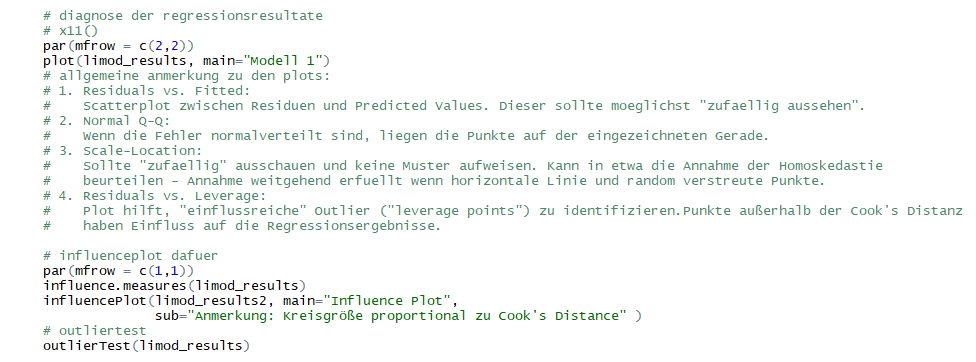 # diagnose der regressionsresultate
# x11()
par(mfrow = c(2,2))
plot(limod_results, main="Modell 1")
# allgemeine anmerkung zu den plots:
# 1. Residuals vs. Fitted:
#    Scatterplot zwischen Residuen und Predicted Values. Dieser sollte moeglichst "zufaellig aussehen".
# 2. Normal Q-Q:
#    Wenn die Fehler normalverteilt sind, liegen die Punkte auf der eingezeichneten Gerade.
# 3. Scale-Location:
#    Sollte "zufaellig" ausschauen und keine Muster aufweisen. Kann in etwa die Annahme der Homoskedastie
#    beurteilen - Annahme weitgehend erfuellt wenn horizontale Linie und random verstreute Punkte.
# 4. Residuals vs. Leverage:
#    Plot hilft, "einflussreiche" Outlier ("leverage points") zu identifizieren.Punkte außerhalb der Cook's Distanz
#    haben Einfluss auf die Regressionsergebnisse.
# influenceplot dafuer
par(mfrow = c(1,1))
influence.measures(limod_results)
influencePlot(limod_results2, main="Influence Plot",
sub="Anmerkung: Kreisgröße proportional zu Cook's Distance" )
# outliertest
outlierTest(limod_results)